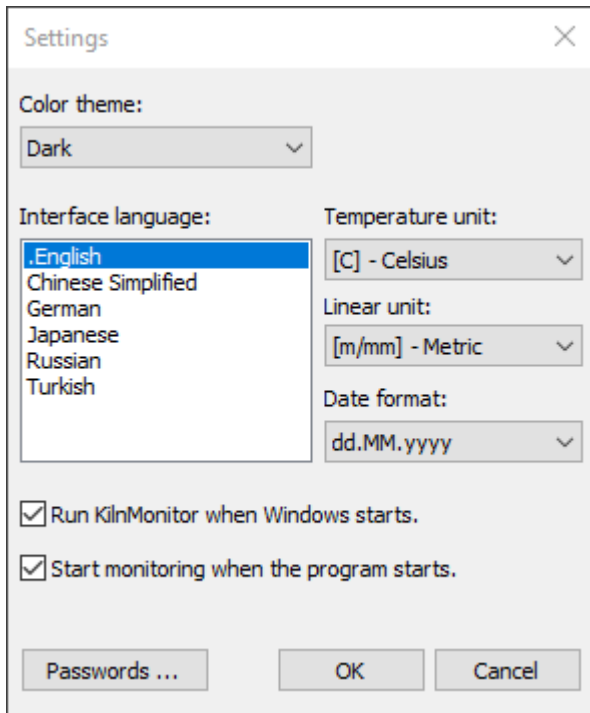 Settings
Color theme:
Dark
Interface language:
.English
Chinese Simplified
German
Japanese
Russian
Turkish
Temperature unit:
[C] - Celsius
Linear unit:
[m/mm] - Metric
Date format:
dd.MM.yyyy
Run KilnMonitor when Windows starts.
Start monitoring when the program starts.
Passwords ...
OK
Cancel